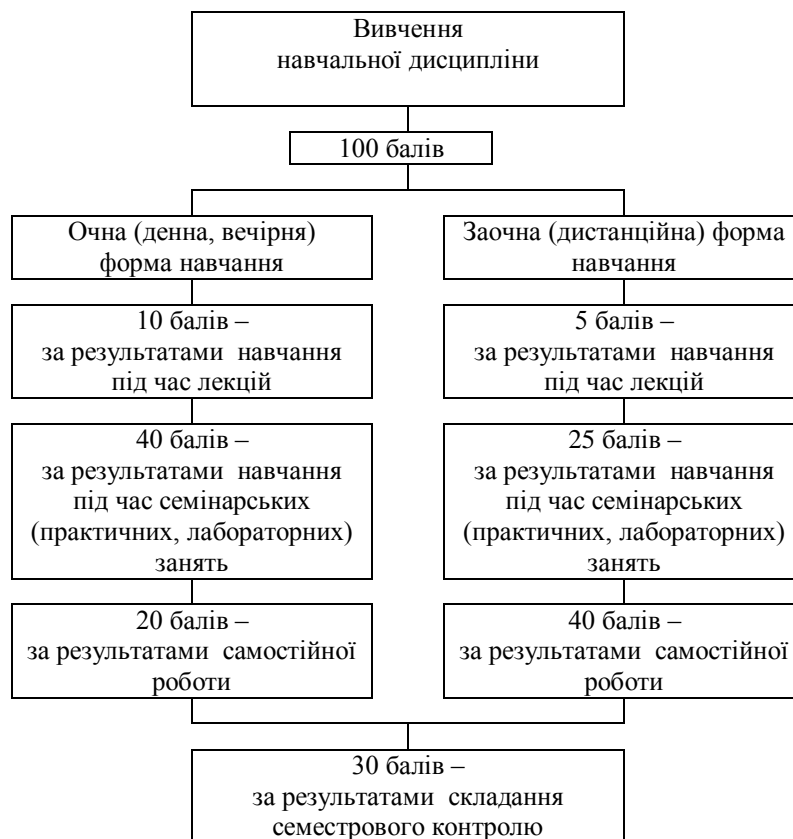 Вивчення
навчальної дисципліни
100 балів
Очна (денна, вечірня)
форма навчання
Заочна (дистанційна) форма
навчання
10 балів –
за результатами навчання
під час лекцій
5 балів –
за результатами навчання
під час лекцій
40 балів –
за результатами навчання
під час семінарських
(практичних, лабораторних)
занять
25 балів –
за результатами навчання
під час семінарських
(практичних, лабораторних)
занять
20 балів –
за результатами самостійної
роботи
40 балів –
за результатами самостійної
роботи
30 балів –
за результатами складання
семестрового контролю